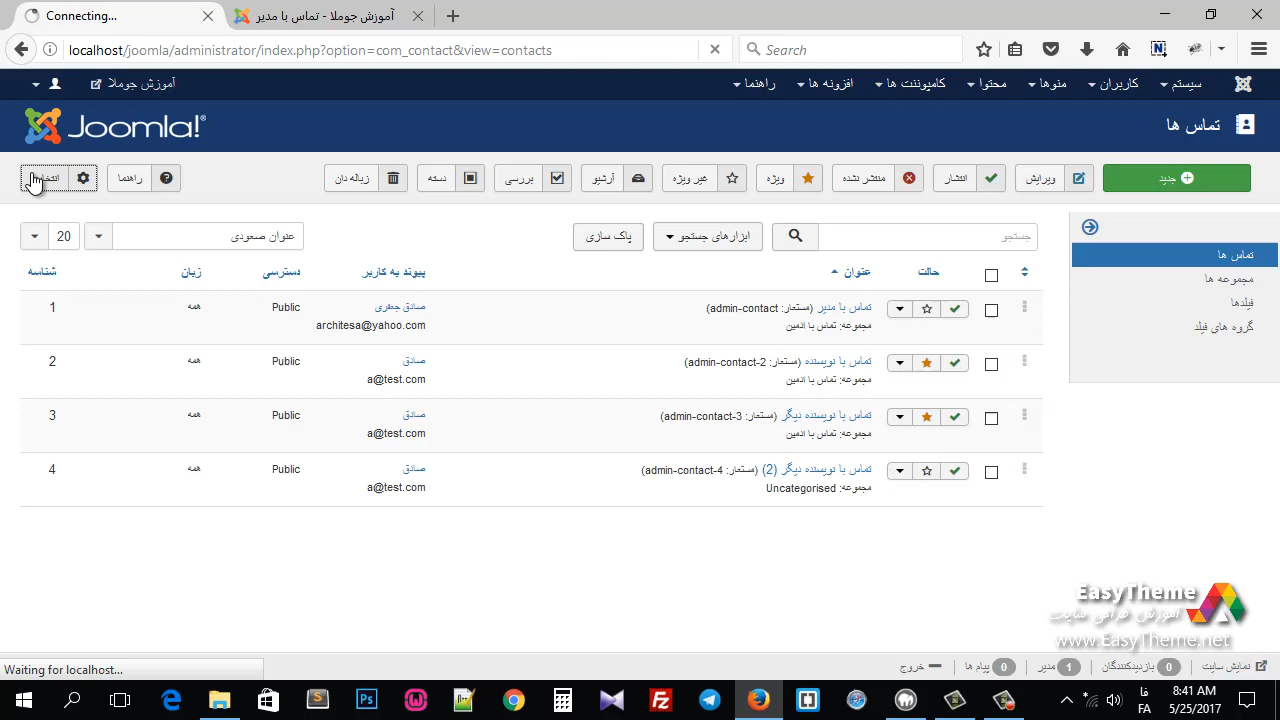 Connecting...
آموزش جوملا - تماس با مدیر
localhost/joomla/administrator/index.php?option=com_contact&view=contacts
Search
سیستم کاربران منوها محتوا کامپوننت ها افزونه ها راهنما آموزش جوملا
تماس ها
Joomla!®
جدید ویرایش انتشار منتشر نشده ویژه غیر ویژه آرشیو بررسی دسته زباله دان راهنما
جستجو ابزارهای جستجو پاک سازی عنوان صعودی 20
تماس ها
مجموعه ها
فیلدها
گروه های فیلد
حالت عنوان پیوند به کاربر دسترسی زبان شناسه
تماس با مدیر (مستعار: admin-contact) صادق جعفری Public همه 1
مجموعه: تماس با ادمین architesa@yahoo.com
تماس با نویسنده (مستعار: admin-contact-2) صادق Public همه 2
مجموعه: تماس با ادمین a@test.com
تماس با نویسنده دیگر (مستعار: admin-contact-3) صادق Public همه 3
مجموعه: تماس با ادمین a@test.com
تماس با نویسنده دیگر (2) (مستعار: admin-contact-4) صادق Public همه 4
مجموعه: Uncategorised a@test.com
EasyTheme
آموزش طراحی سایت
www.EasyTheme.net
Waiting for localhost...
نمایش سایت 0 بازدیدکنندگان 1 مدیر 0 پیام ها خروج
فا 8:41 AM
FA 5/25/2017